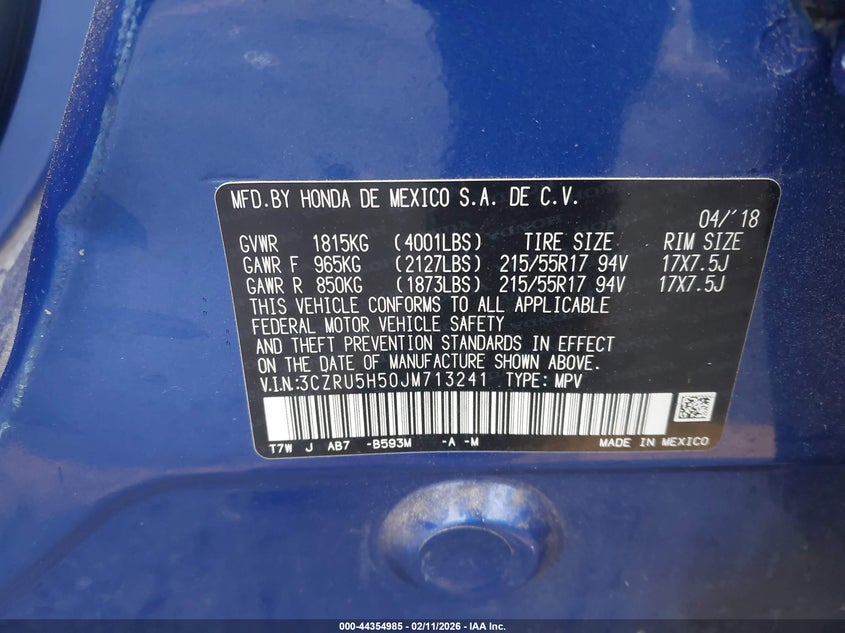 MFD.BY HONDA DE MEXICO S.A. DE C.V.
04/'18
GVWR 1815KG (4001LBS) TIRE SIZE RIM SIZE
GAWR F 965KG (2127LBS) 215/55R17 94V 17X7.5J
GAWR R 850KG (1873LBS) 215/55R17 94V 17X7.5J
THIS VEHICLE CONFORMS TO ALL APPLICABLE
FEDERAL MOTOR VEHICLE SAFETY
AND THEFT PREVENTION STANDARDS IN EFFECT
ON THE DATE OF MANUFACTURE SHOWN ABOVE.
V.I.N:3CZRU5H50JM713241 TYPE: MPV
T7W J AB7 -B593M -A -M MADE IN MEXICO
000-44354985 - 02/11/2026 - IAA Inc.